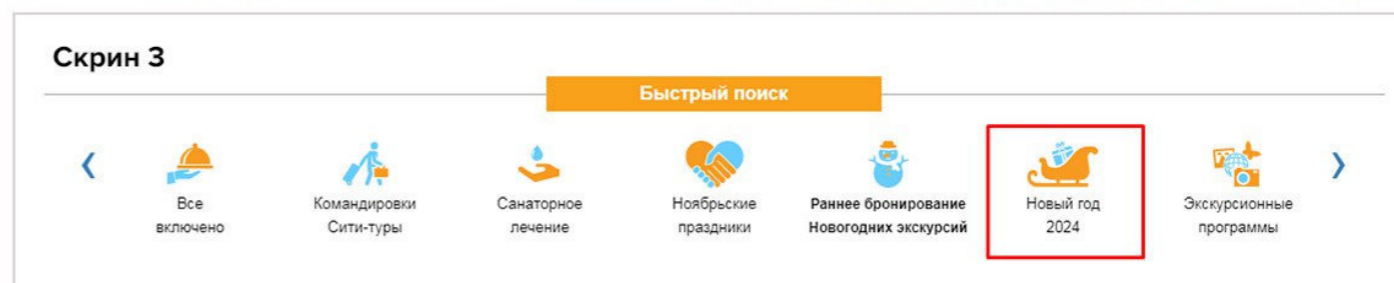 Скрин 3
Быстрый поиск
Все
включено
Командировки
Сити-туры
Санаторное
лечение
Ноябрьские
праздники
Раннее бронирование
Новогодних экскурсий
Новый год
2024
Экскурсионные
программы